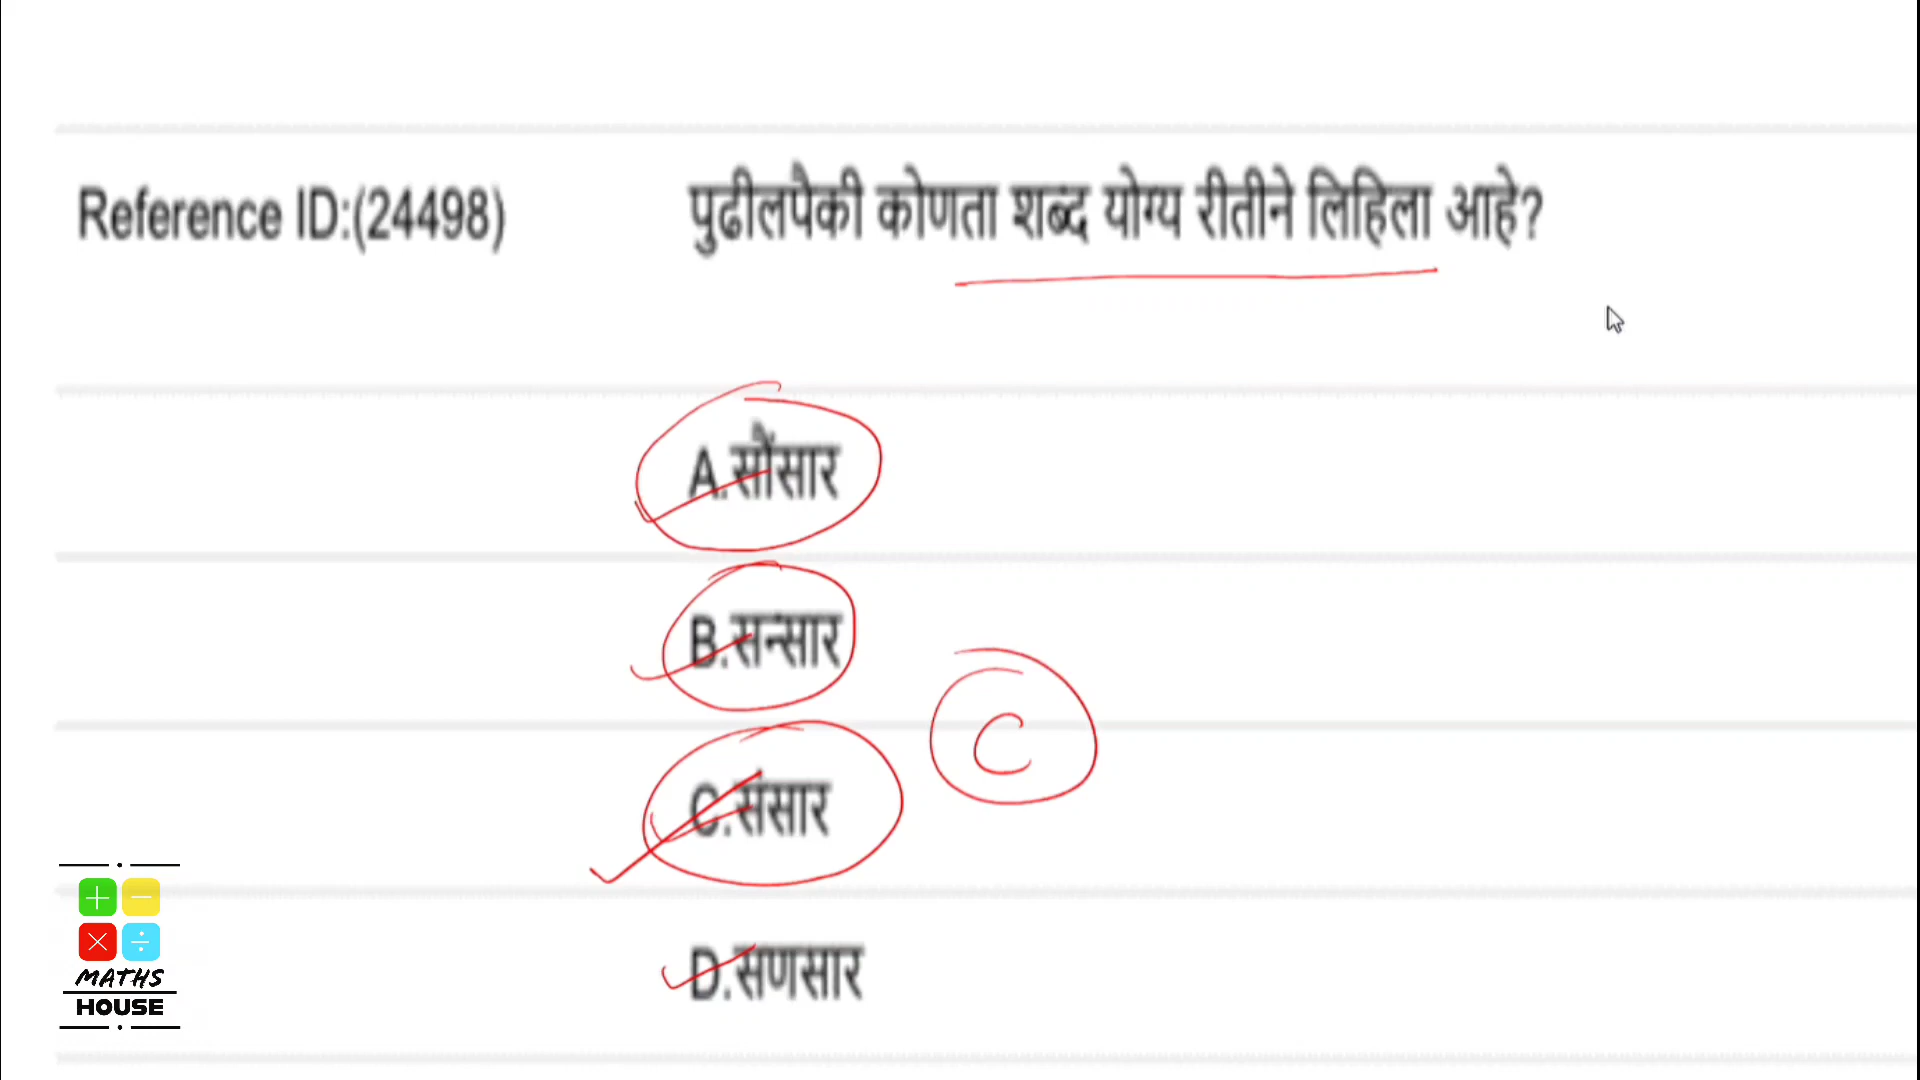 Reference ID:(24498) पुढीलपैकी कोणता शब्द योग्य रीतीने लिहिला आहे?
A.सौंसार
B.सन्सार
C
C.संसार
D.सणसार
MATHS
HOUSE